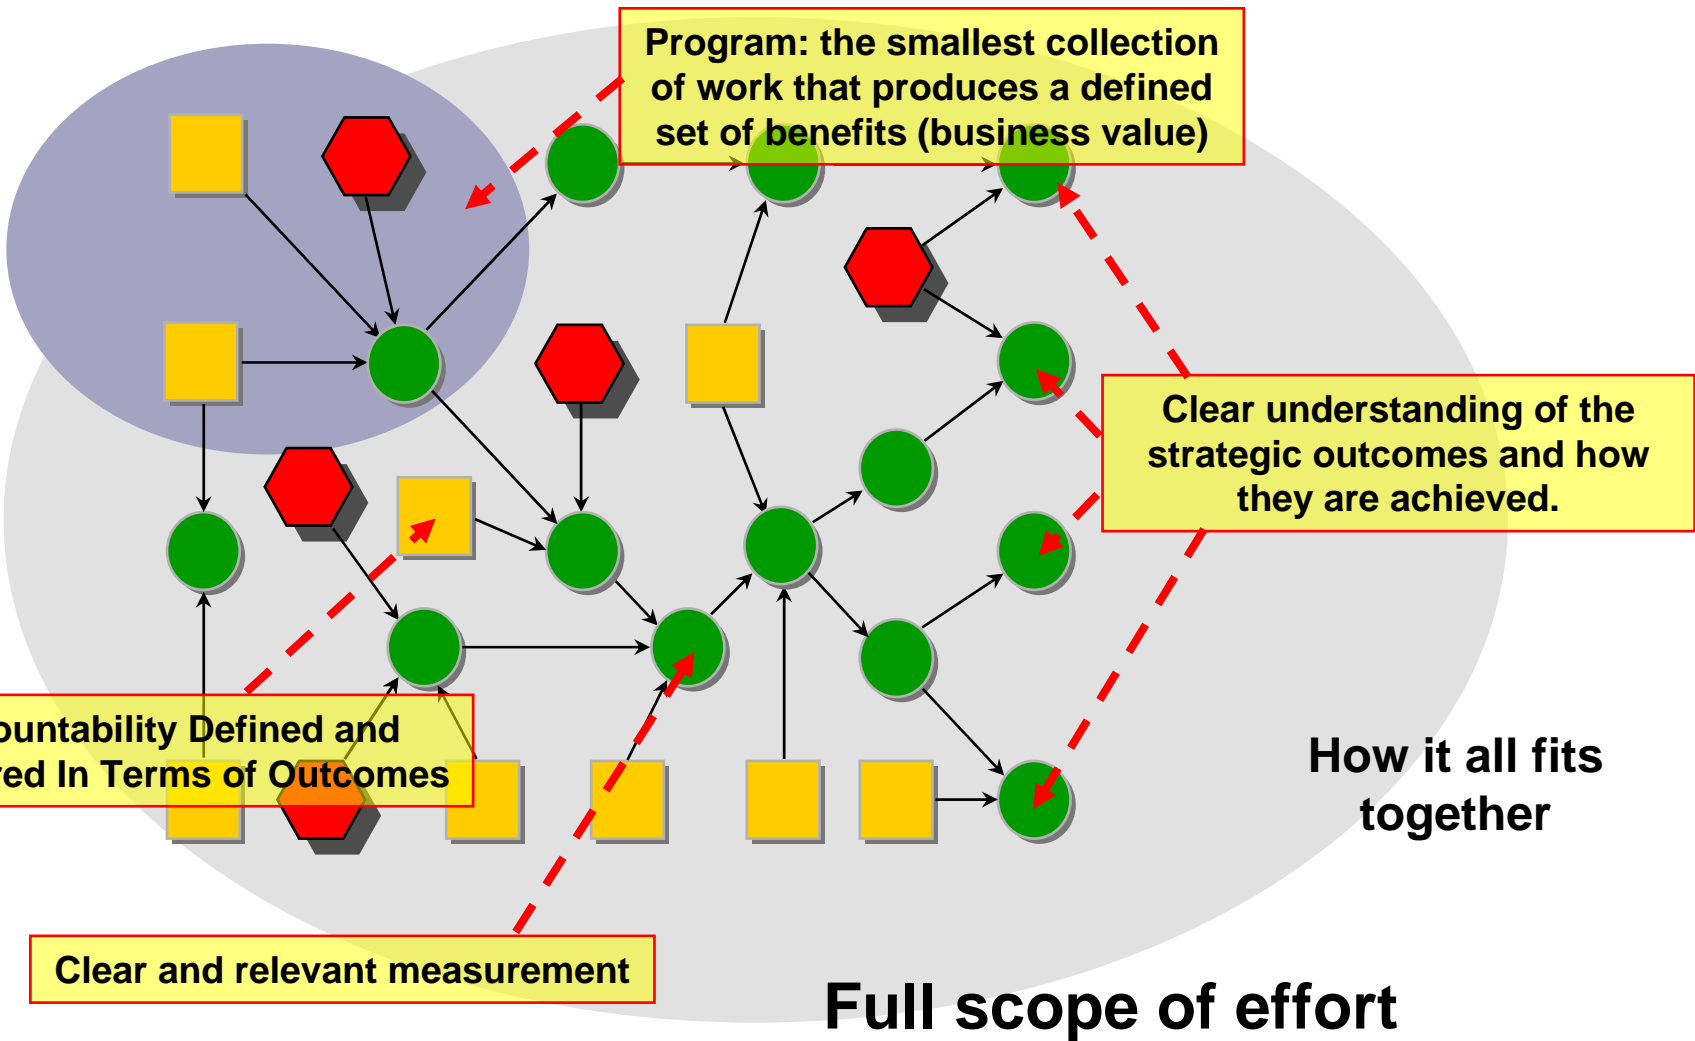 Program: the smallest collection
of work that produces a defined
set of benefits (business value)
Clear understanding of the
strategic outcomes and how
they are achieved.
Defined and
In Terms of Outcomes
How it all fits
together
Clear and relevant measurement
Full scope of effort